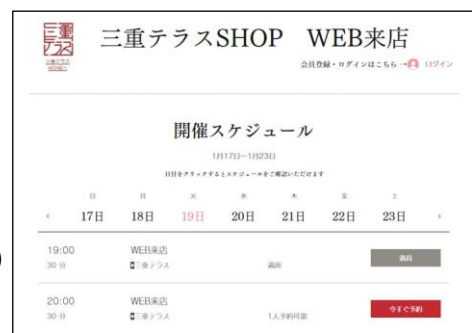 三重テラス
三重テラスSHOP WEB来店
会員登録・ログインはこちら→ ログイン
開催スケジュール
1月17日～1月23日
日付をクリックするとスケジュールをご確認いただけます
日 月 火 水 木 金 土
‹ 17日 18日 19日 20日 21日 22日 23日 ›
19:00 WEB来店
30 分 三重テラス 満席 満席
20:00 WEB来店
30 分 三重テラス 1人予約可能 今すぐ予約